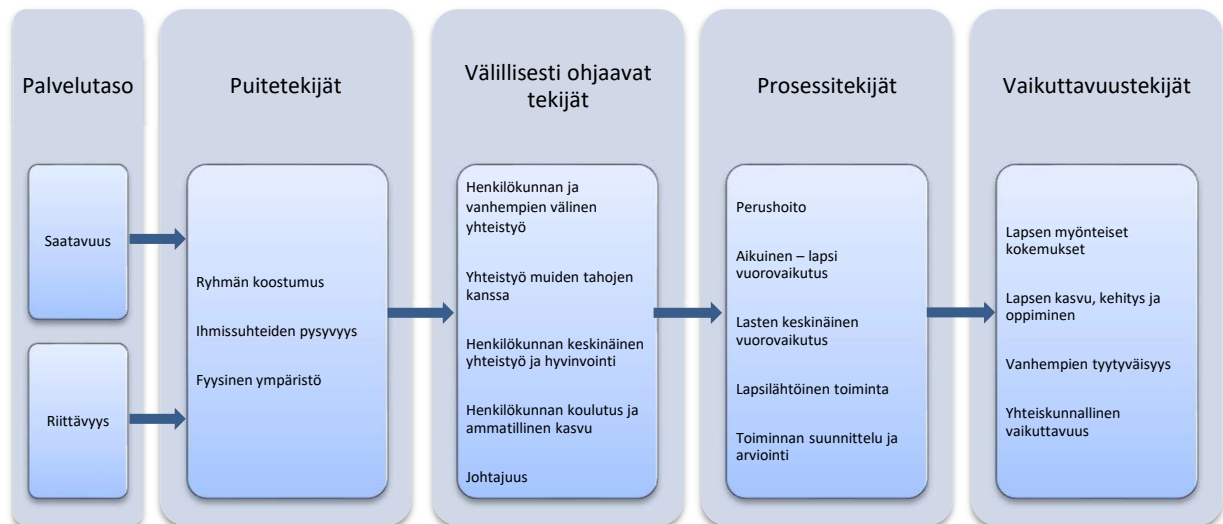 Palvelutaso
Saatavuus
Riittävyys
Puitetekijät
Ryhmän koostumus
Ihmissuhteiden pysyvyys
Fyysinen ympäristö
Välillisesti ohjaavat
tekijät
Henkilökunnan ja
vanhempien välinen
yhteistyö
Yhteistyö muiden tahojen
kanssa
Henkilökunnan keskinäinen
yhteistyö ja hyvinvointi
Henkilökunnan koulutus ja
ammatillinen kasvu
Johtajuus
Prosessitekijät
Perushoito
Aikuinen – lapsi
vuorovaikutus
Lasten keskinäinen
vuorovaikutus
Lapsilähtöinen toiminta
Toiminnan suunnittelu ja
arviointi
Vaikuttavuustekijät
Lapsen myönteiset
kokemukset
Lapsen kasvu, kehitys ja
oppiminen
Vanhempien tyytyväisyys
Yhteiskunnallinen
vaikuttavuus